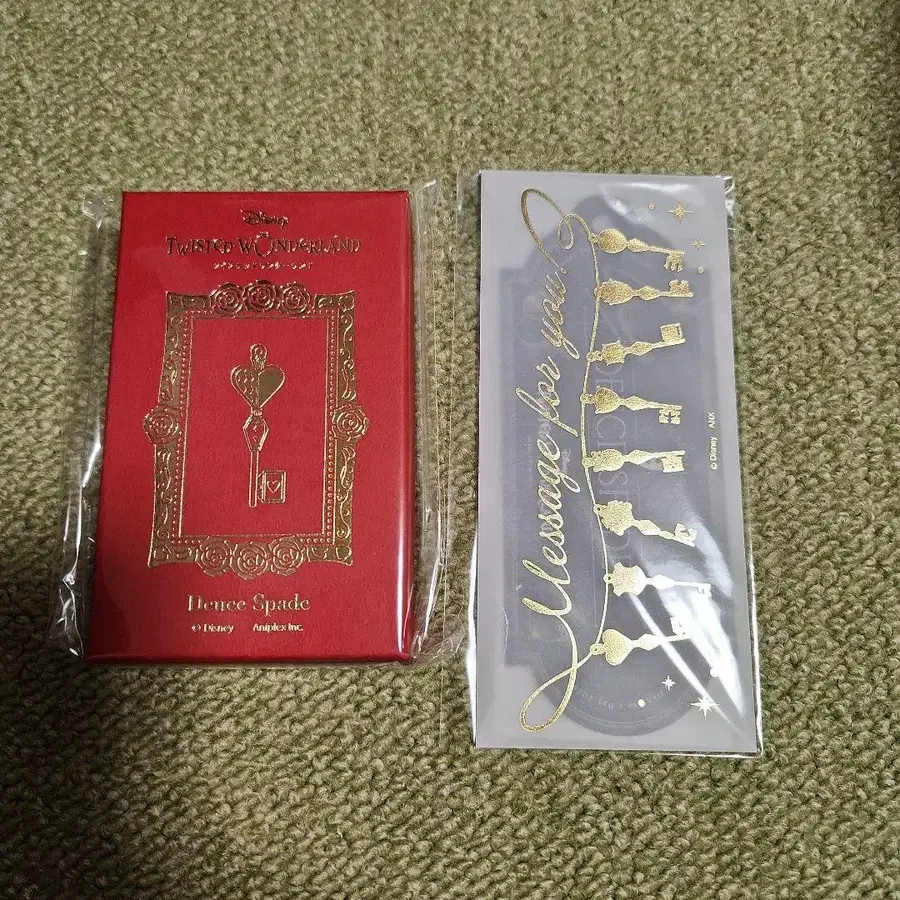 Disney
TWISTED WONDERLAND
ツイステッドワンダーランド
Deuce Spade
© Disney Aniplex Inc.
Message for you!
© Disney ANX